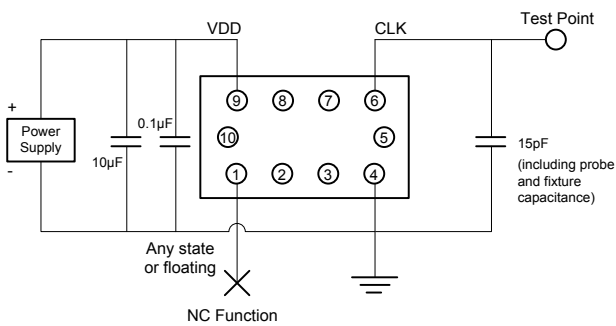 Test Point
VDD
CLK
+
Power
Supply
-
10µF
0.1µF
9
8
7
6
10
5
1
2
3
4
15pF
(including probe
and fixture
capacitance)
Any state
or floating
NC Function